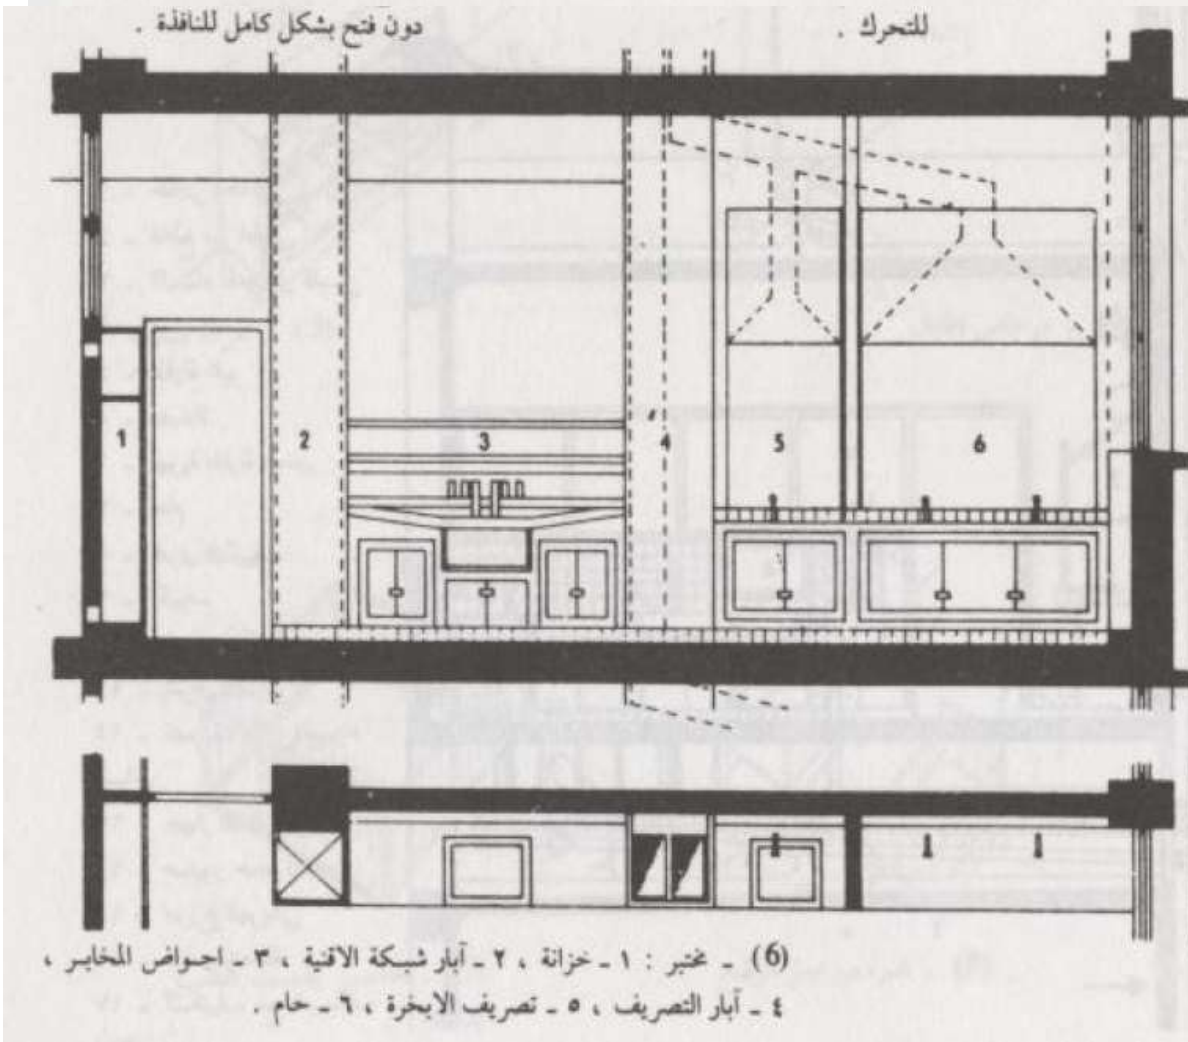 للتحرك .
دون فتح بشكل كامل للنافذة .
1
2
3
4
5
6
(6) ـ مختبر : ١ ـ خزانة ، ٢ ـ آبار شبكة الاقنية ، ٣ ـ احواض المخابر ،
٤ ـ آبار التصريف ، ٥ ـ تصريف الابخرة ، ٦ ـ حام .